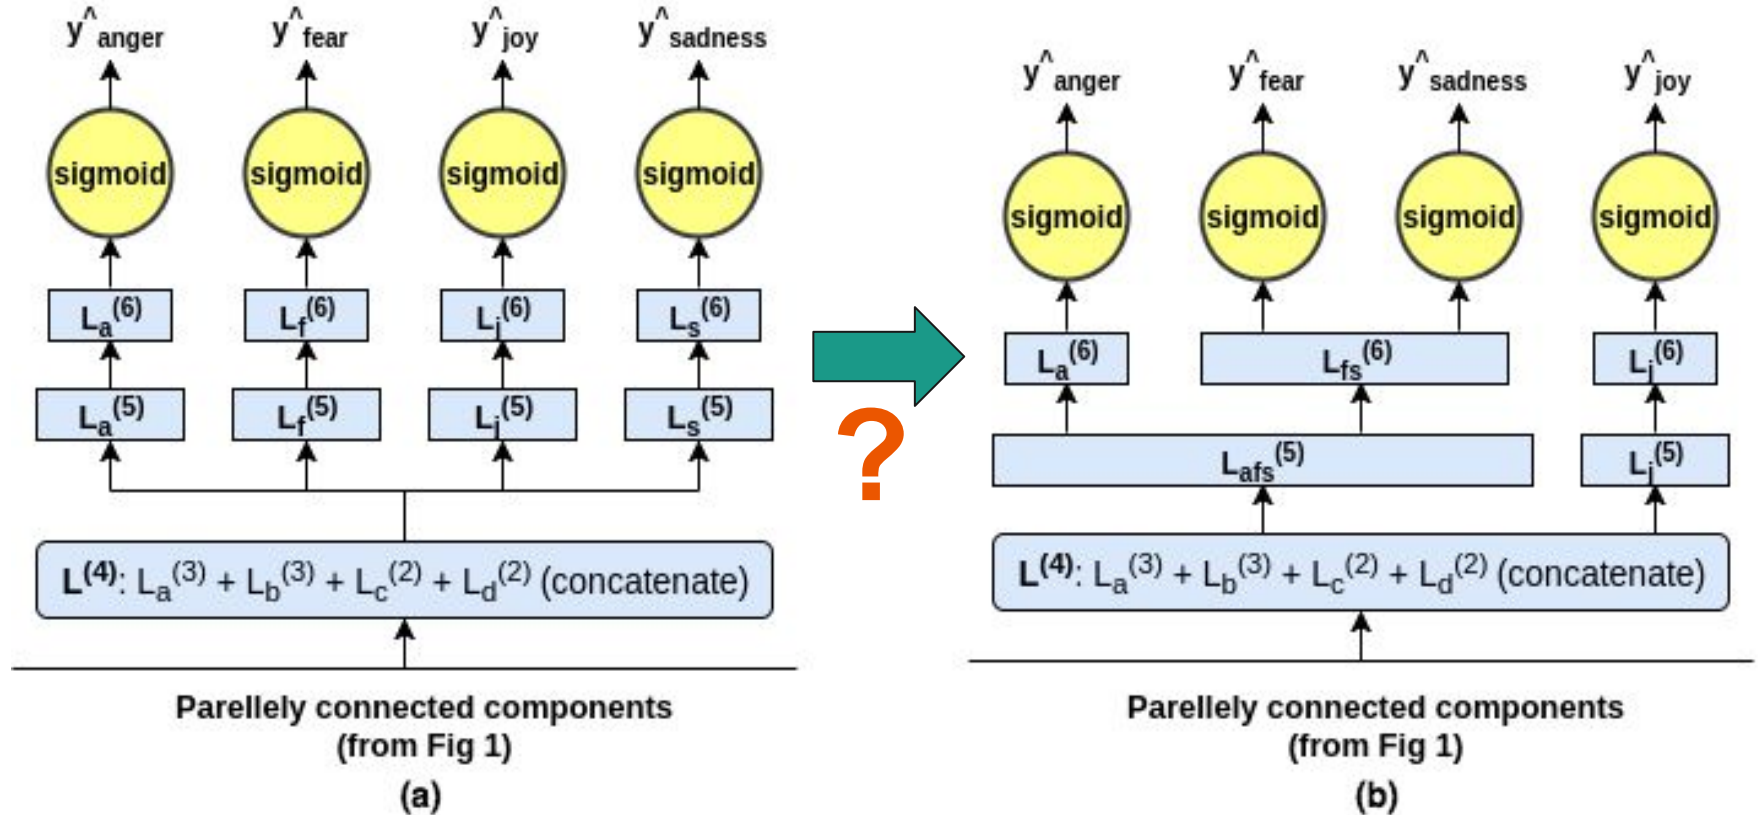 y^anger y^fear y^joy y^sadness
sigmoid sigmoid sigmoid sigmoid
La(6) Lf(6) Lj(6) Ls(6)
La(5) Lf(5) Lj(5) Ls(5)
L(4): La(3) + Lb(3) + Lc(2) + Ld(2) (concatenate)
Parellely connected components
(from Fig 1)
(a)
?
y^anger y^fear y^sadness y^joy
sigmoid sigmoid sigmoid sigmoid
La(6) Lfs(6) Lj(6)
Lafs(5) Lj(5)
L(4): La(3) + Lb(3) + Lc(2) + Ld(2) (concatenate)
Parellely connected components
(from Fig 1)
(b)